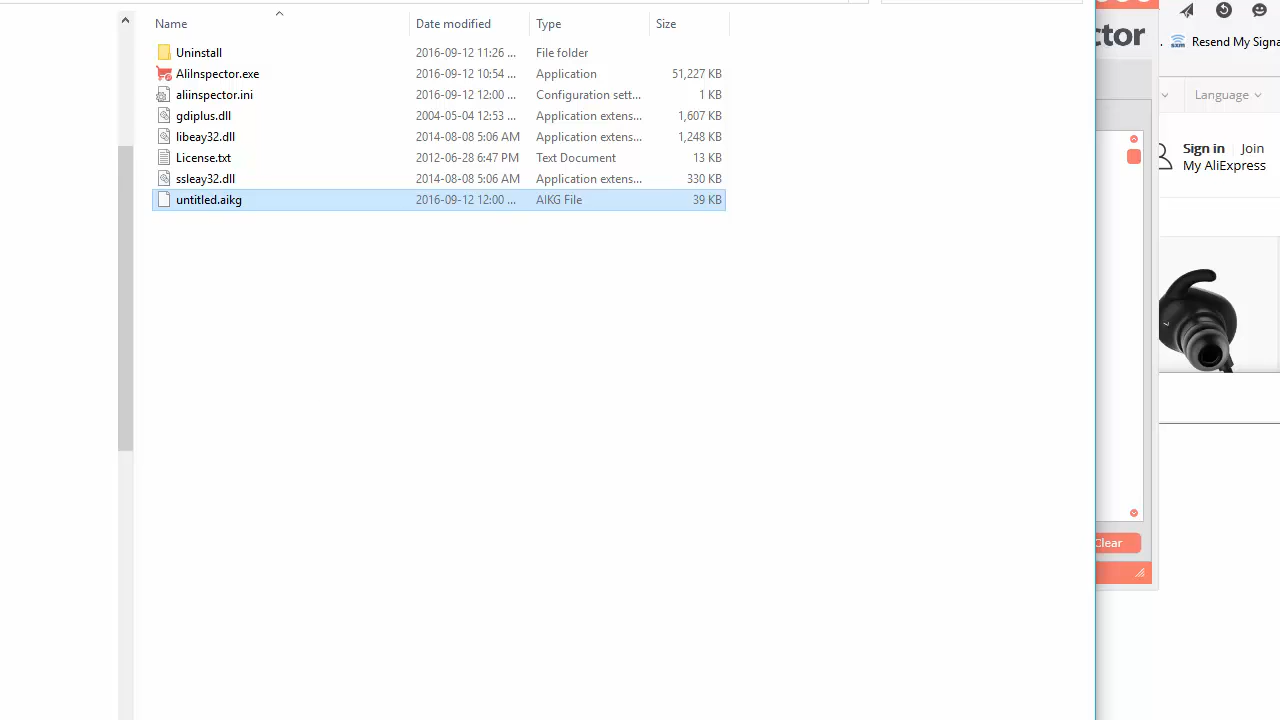 Name Date modified Type Size
Uninstall 2016-09-12 11:26 ... File folder
AliInspector.exe 2016-09-12 10:54 ... Application 51,227 KB
aliinspector.ini 2016-09-12 12:00 ... Configuration sett... 1 KB
gdiplus.dll 2004-05-04 12:53 ... Application extens... 1,607 KB
libeay32.dll 2014-08-08 5:06 AM Application extens... 1,248 KB
License.txt 2012-06-28 6:47 PM Text Document 13 KB
ssleay32.dll 2014-08-08 5:06 AM Application extens... 330 KB
untitled.aikg 2016-09-12 12:00 ... AIKG File 39 KB
ctor
Clear
. Resend My Signa
Language
Sign in Join
My AliExpress